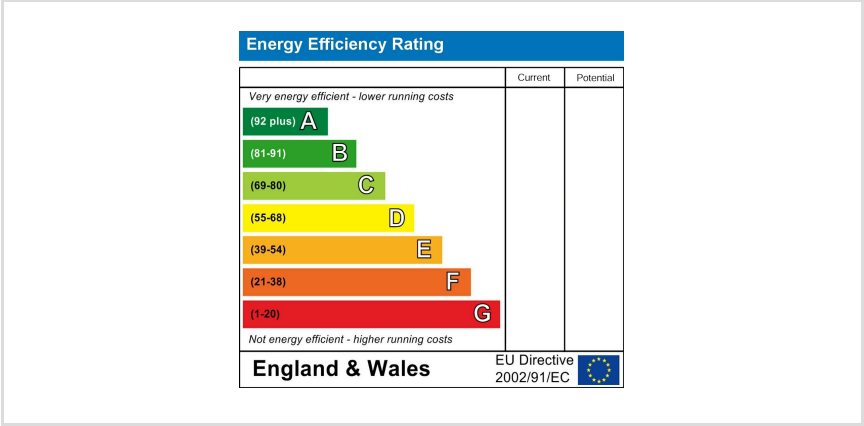 Energy Efficiency Rating
Current Potential
Very energy efficient - lower running costs
(92 plus) A
(81-91) B
(69-80) C
(55-68) D
(39-54) E
(21-38) F
(1-20) G
Not energy efficient - higher running costs
England & Wales
EU Directive
2002/91/EC